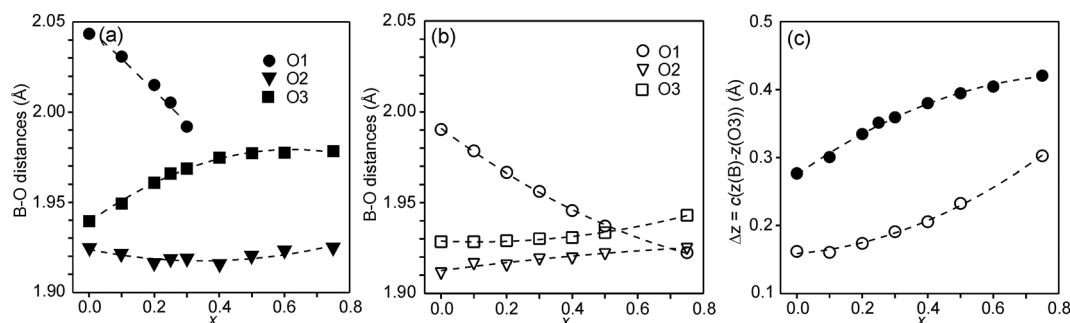 (a)
B-O distances (Å)
2.05
2.00
1.95
1.90
O1
O2
O3
0.0 0.2 0.4 0.6 0.8
x
(b)
B-O distances (Å)
2.05
2.00
1.95
1.90
O1
O2
O3
0.0 0.2 0.4 0.6 0.8
x
(c)
Δz = c(z(B)-z(O3)) (Å)
0.5
0.4
0.3
0.2
0.1
0.0 0.2 0.4 0.6 0.8
x